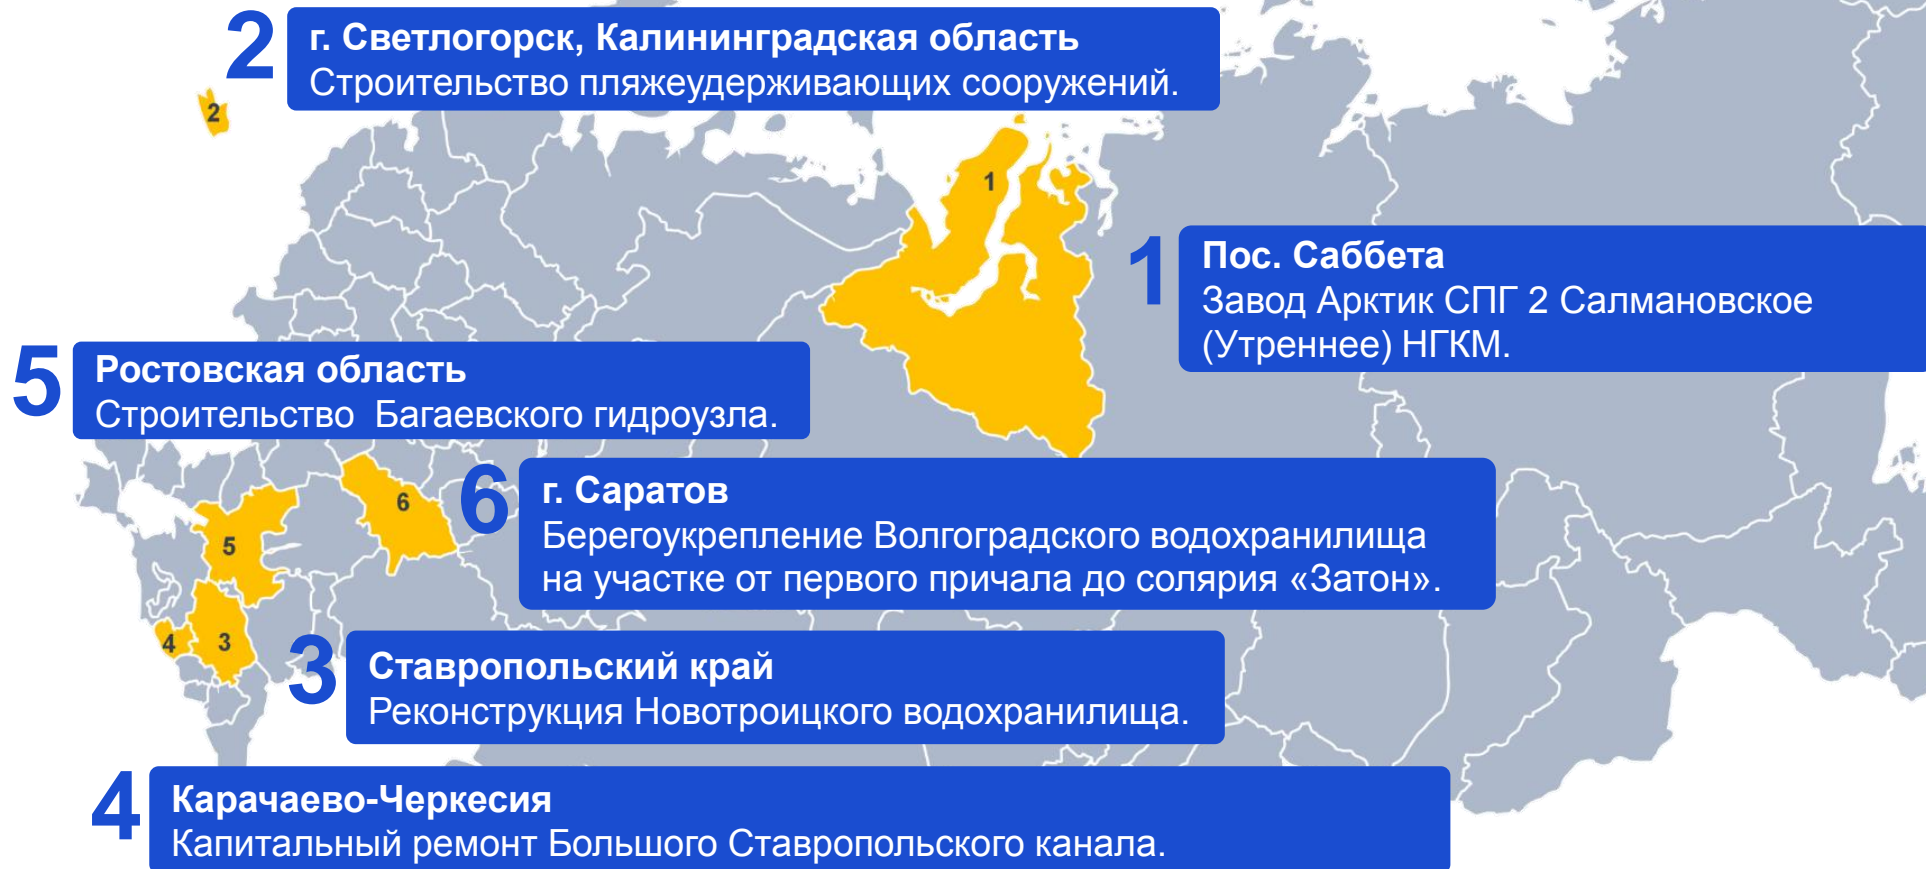 2
г. Светлогорск, Калининградская область
Строительство пляжеудерживающих сооружений.
2
1
1
Пос. Саббета
Завод Арктик СПГ 2 Салмановское
(Утреннее) НГКМ.
5
Ростовская область
Строительство Багаевского гидроузла.
6
6
г. Саратов
Берегоукрепление Волгоградского водохранилища
на участке от первого причала до солярия «Затон».
5
4
3
3
Ставропольский край
Реконструкция Новотроицкого водохранилища.
4
Карачаево-Черкесия
Капитальный ремонт Большого Ставропольского канала.